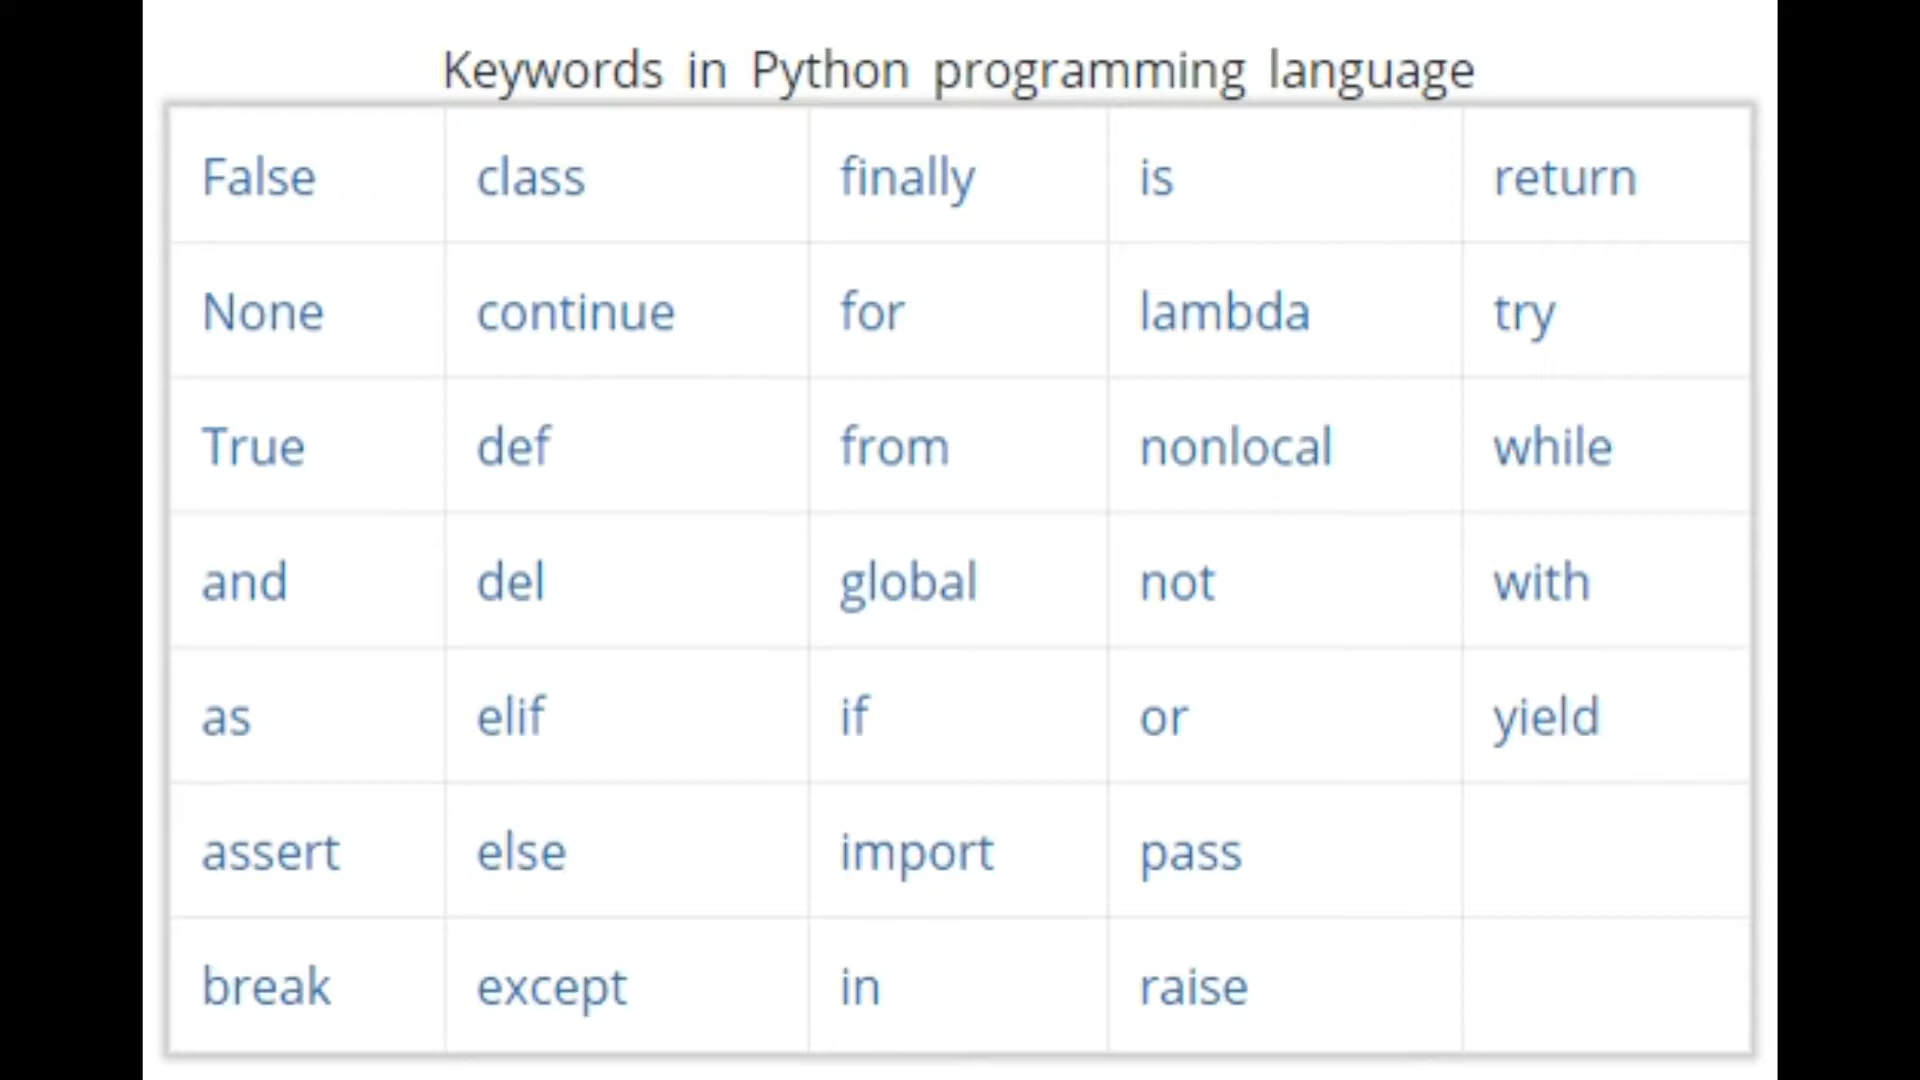 Keywords in Python programming language
False class finally is return
None continue for lambda try
True def from nonlocal while
and del global not with
as elif if or yield
assert else import pass
break except in raise